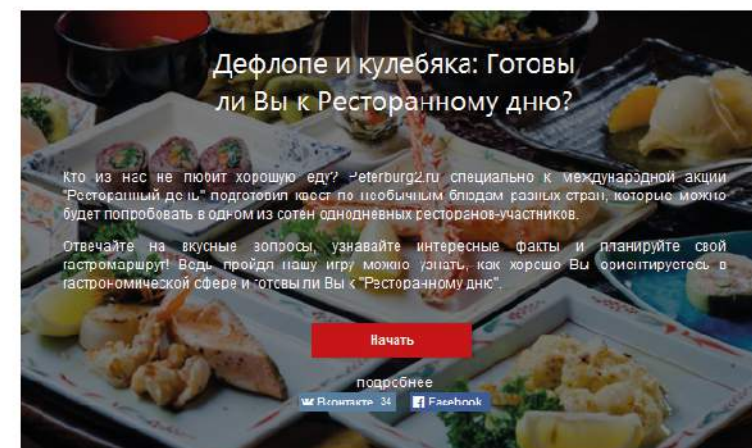 Дефлопе и кулебяка: Готовы
ли Вы к Ресторанному дню?
Кто из нас не любит хорошую еду? Peterburg2.ru специально к международной акции
"Ресторанный день" подготовил квест по необычным блюдам разных стран, которые можно
будет попробовать в одном из сотен однодневных ресторанов-участников.
Отвечайте на вкусные вопросы, узнавайте интересные факты и планируйте свой
гастромаршрут! Ведь пройдя нашу игру можно узнать, как хорошо Вы ориентируетесь в
гастрономической сфере и готовы ли Вы к "Ресторанному дню".
Начать
подробнее
Вконтакте 34 Facebook